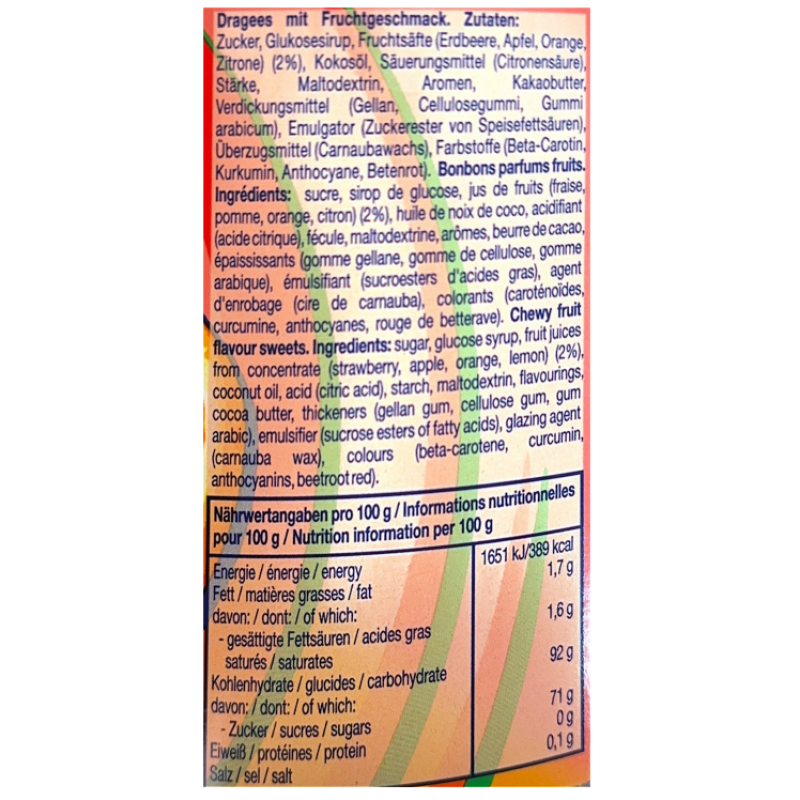 Dragees mit Fruchtgeschmack. Zutaten:
Zucker, Glukosesirup, Fruchtsäfte (Erdbeere, Apfel, Orange,
Zitrone) (2%), Kokosöl, Säuerungsmittel (Citronensäure),
Stärke, Maltodextrin, Aromen, Kakaobutter,
Verdickungsmittel (Gellan, Cellulosegummi, Gummi
arabicum), Emulgator (Zuckerester von Speisefettsäuren),
Überzugsmittel (Carnaubawachs), Farbstoffe (Beta-Carotin,
Kurkumin, Anthocyane, Betenrot). Bonbons parfums fruits.
Ingrédients: sucre, sirop de glucose, jus de fruits (fraise,
pomme, orange, citron) (2%), huile de noix de coco, acidifiant
(acide citrique), fécule, maltodextrine, arômes, beurre de cacao,
épaississants (gomme gellane, gomme de cellulose, gomme
arabique), émulsifiant (sucroesters d'acides gras), agent
d'enrobage (cire de carnauba), colorants (caroténoïdes,
curcumine, anthocyanes, rouge de betterave). Chewy fruit
flavour sweets. Ingredients: sugar, glucose syrup, fruit juices
from concentrate (strawberry, apple, orange, lemon) (2%),
coconut oil, acid (citric acid), starch, maltodextrin, flavourings,
cocoa butter, thickeners (gellan gum, cellulose gum, gum
arabic), emulsifier (sucrose esters of fatty acids), glazing agent
(carnauba wax), colours (beta-carotene, curcumin,
anthocyanins, beetroot red).
Nährwertangaben pro 100 g / Informations nutritionnelles
pour 100 g / Nutrition information per 100 g
Energie / énergie / energy 1651 kJ/389 kcal
Fett / matières grasses / fat 1,7 g
davon: / dont: / of which:
- gesättigte Fettsäuren / acides gras 1,6 g
saturés / saturates
Kohlenhydrate / glucides / carbohydrate 92 g
davon: / dont: / of which:
- Zucker / sucres / sugars 71 g
Eiweiß / protéines / protein 0 g
Salz / sel / salt 0,1 g